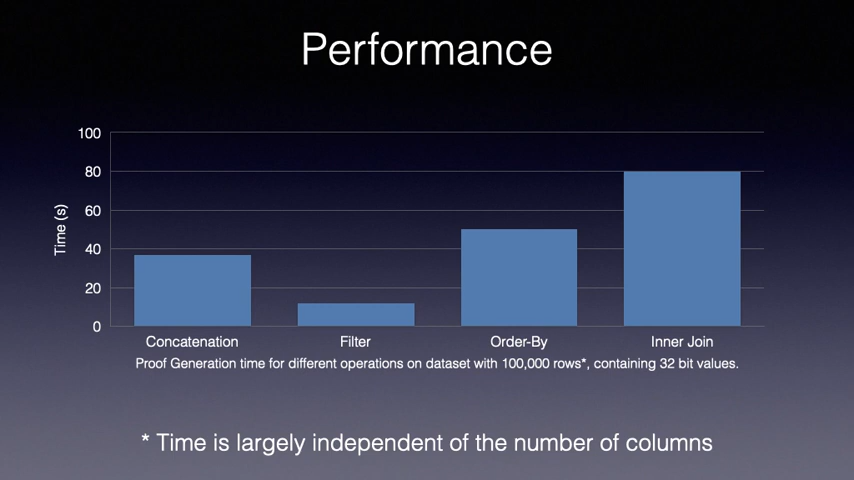 Performance
100
80
60
40
20
0
Time (s)
Concatenation Filter Order-By Inner Join
Proof Generation time for different operations on dataset with 100,000 rows*, containing 32 bit values.
* Time is largely independent of the number of columns